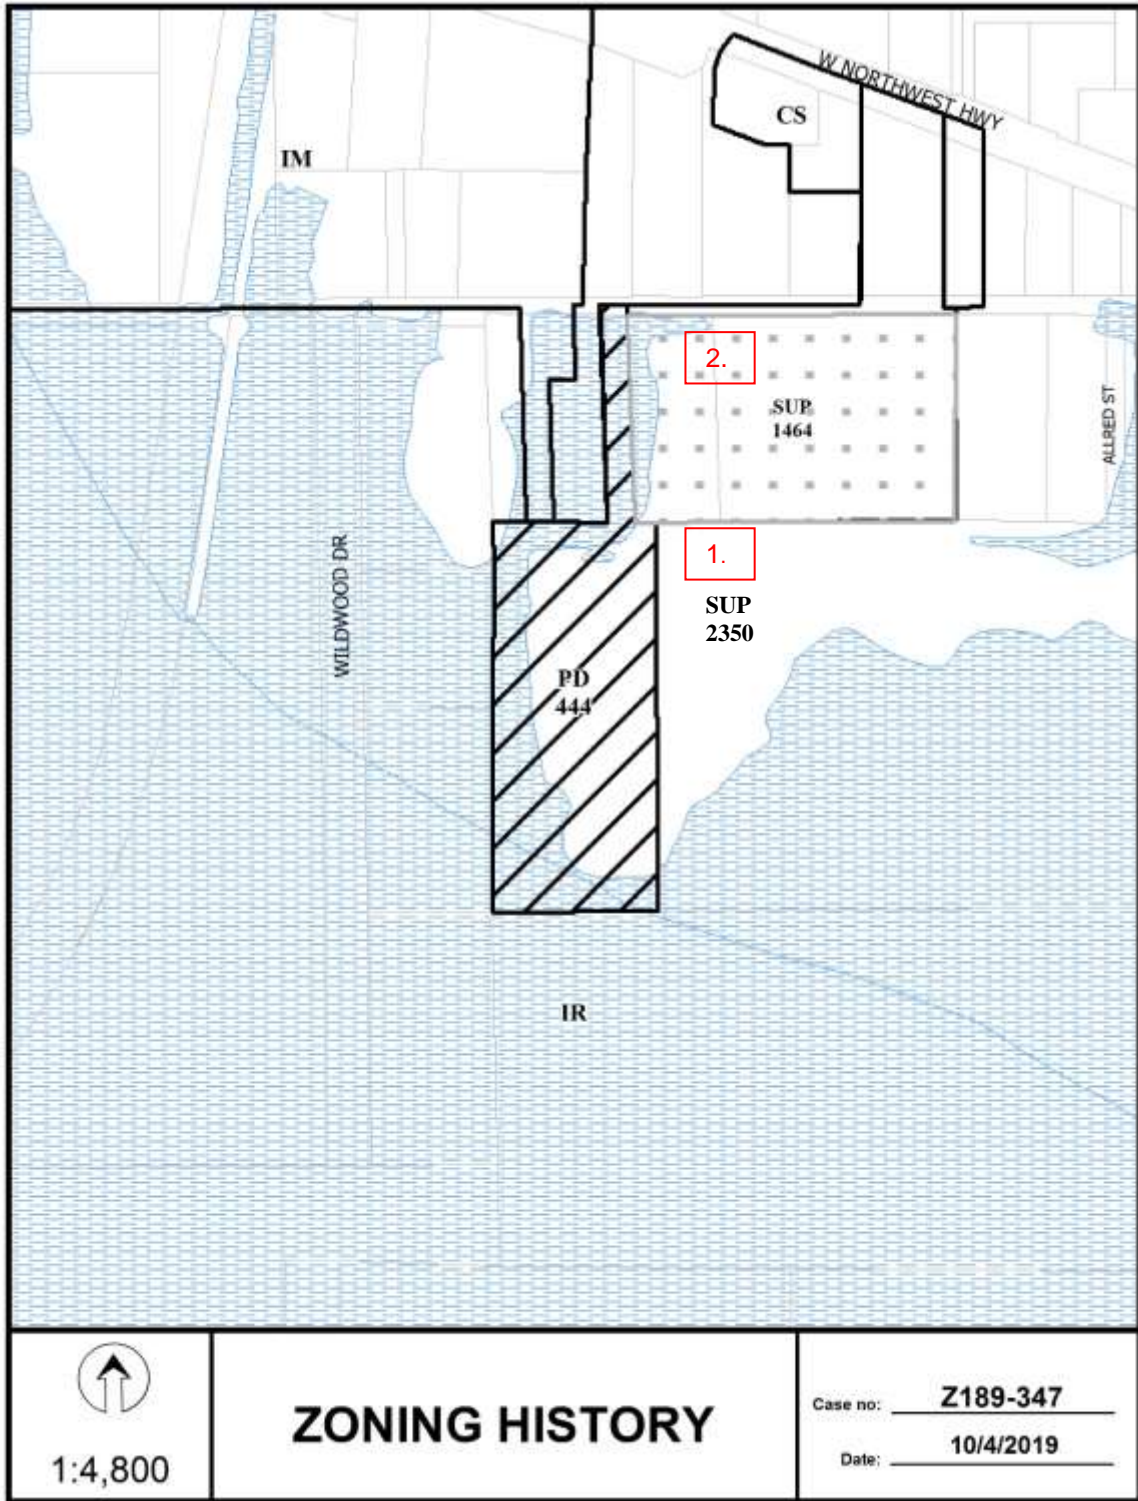 W NORTHWEST HWY
CS
IM
2.
SUP
1464
ALLRED ST
1.
WILDWOOD DR
SUP
2350
PD
444
IR
1:4,800
ZONING HISTORY
Case no: Z189-347
Date: 10/4/2019